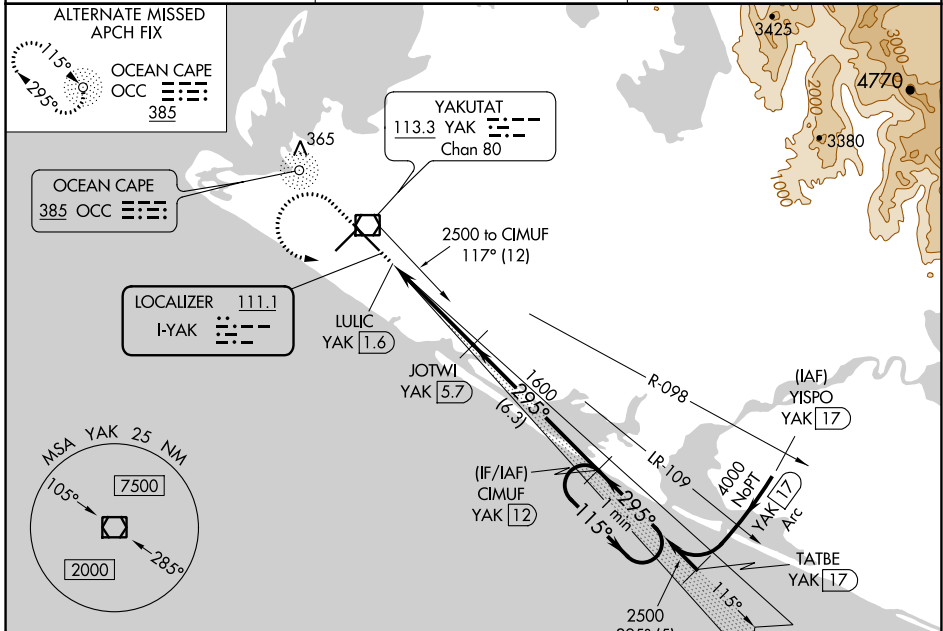 ALTERNATE MISSED
APCH FIX
115°
295°
OCEAN CAPE
OCC
385
3425
3000
4770
2000
3380
1000
YAKUTAT
113.3 YAK
Chan 80
365
OCEAN CAPE
385 OCC
2500 to CIMUF
117° (12)
LOCALIZER 111.1
I-YAK
LULIC
YAK 1.6
JOTWI
YAK 5.7
1600
295°
(6.3)
R-098
LR-109
(IAF)
YISPO
YAK 17
4000
NoPT
YAK 17
Arc
(IF/IAF)
CIMUF
YAK 12
295°
1 min
115°
TATBE
YAK 17
115°
2500
295° (5)
MSA YAK 25 NM
105°
7500
285°
2000